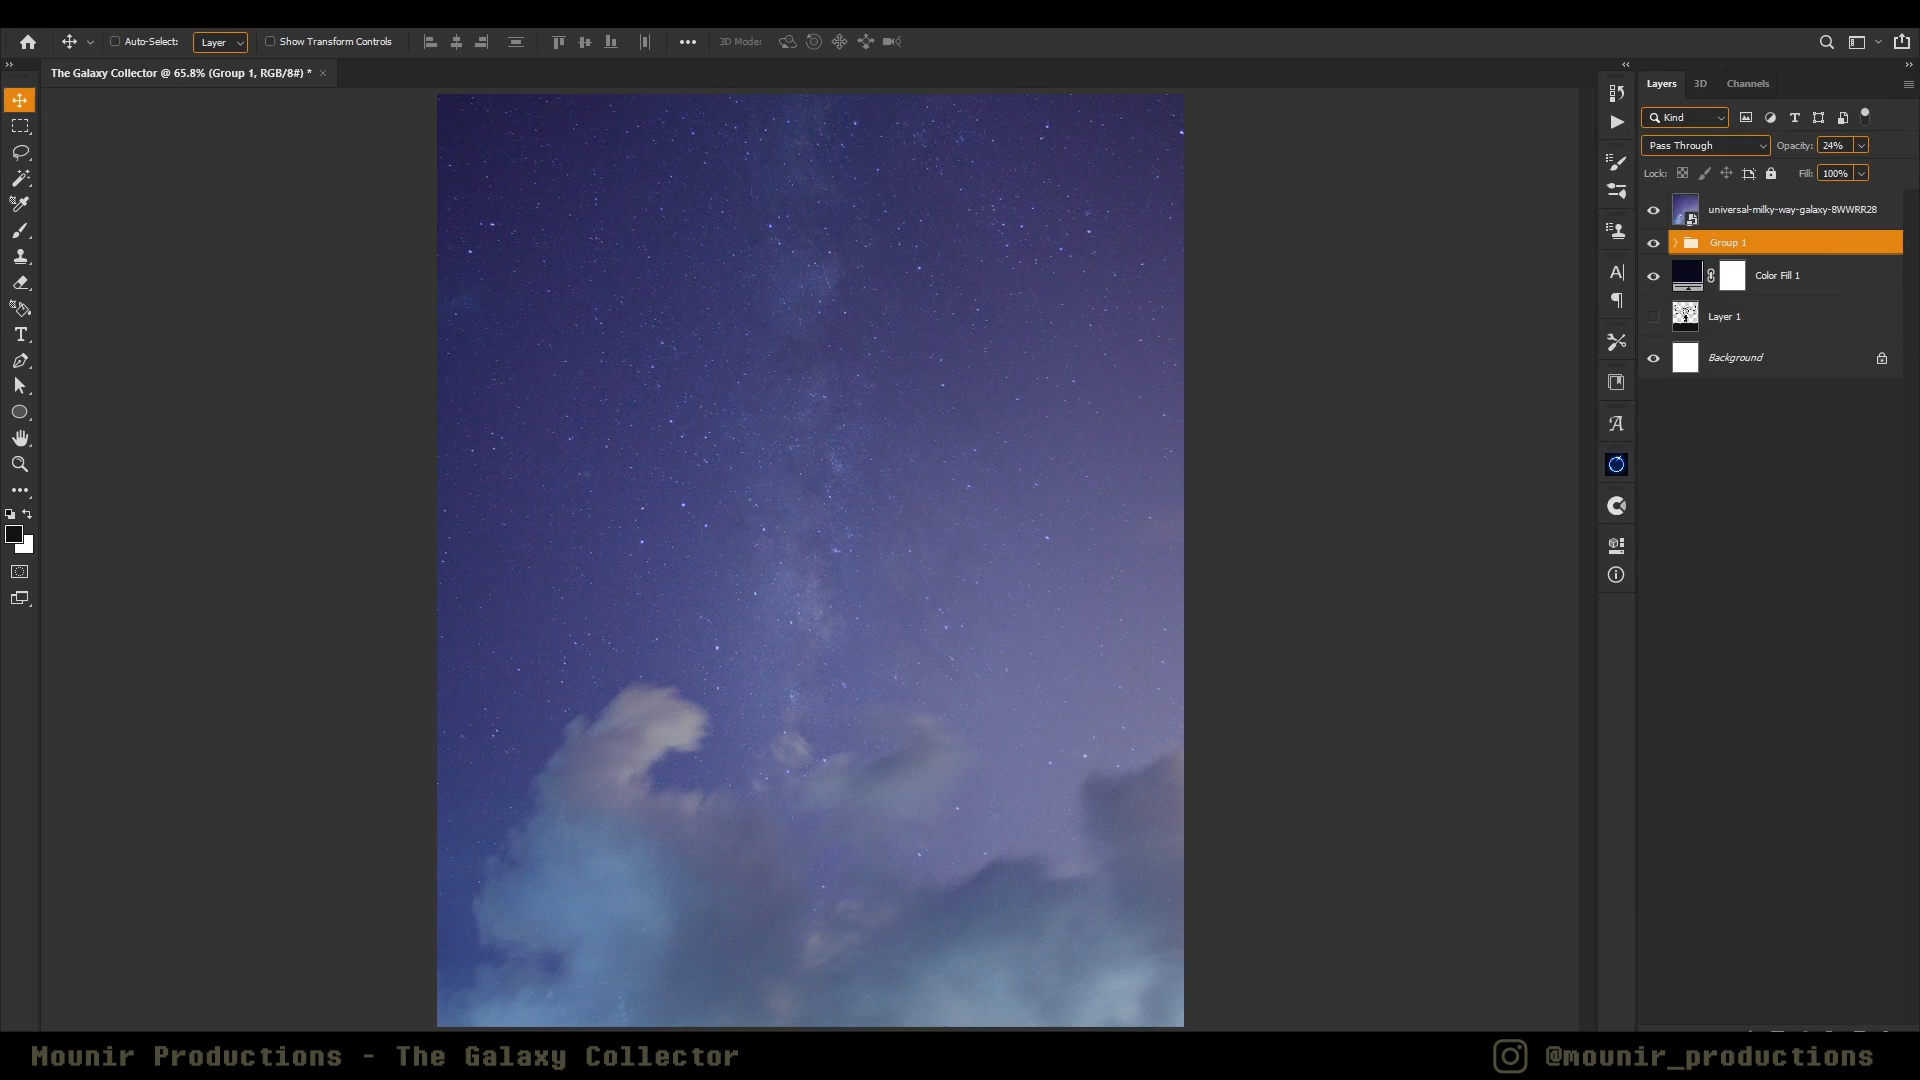 Auto-Select:
Layer
Show Transform Controls
3D Mode:
The Galaxy Collector @ 65.8% (Group 1, RGB/8#) *
Layers
3D
Channels
Kind
Pass Through
Opacity:
24%
Lock:
Fill:
100%
universal-milky-way-galaxy-8WWRR28
Group 1
Color Fill 1
Layer 1
Background
Mounir Productions - The Galaxy Collector
@mounir_productions